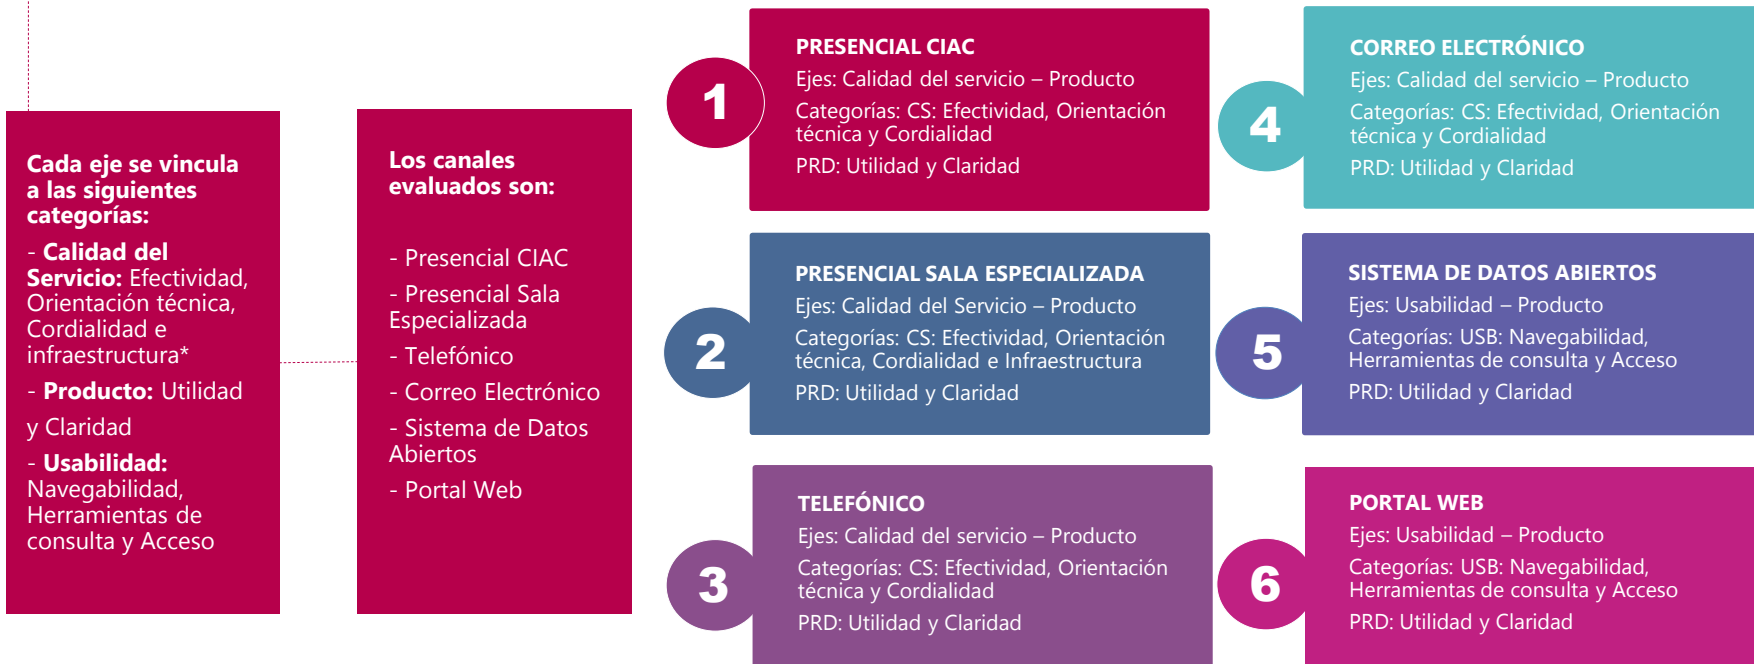 Cada eje se vincula
a las siguientes
categorías:
- Calidad del
Servicio: Efectividad,
Orientación técnica,
Cordialidad e
infraestructura*
- Producto: Utilidad
y Claridad
- Usabilidad:
Navegabilidad,
Herramientas de
consulta y Acceso
Los canales
evaluados son:
- Presencial CIAC
- Presencial Sala
Especializada
- Telefónico
- Correo Electrónico
- Sistema de Datos
Abiertos
- Portal Web
1
PRESENCIAL CIAC
Ejes: Calidad del servicio – Producto
Categorías: CS: Efectividad, Orientación
técnica y Cordialidad
PRD: Utilidad y Claridad
2
PRESENCIAL SALA ESPECIALIZADA
Ejes: Calidad del Servicio – Producto
Categorías: CS: Efectividad, Orientación
técnica, Cordialidad e Infraestructura
PRD: Utilidad y Claridad
3
TELEFÓNICO
Ejes: Calidad del servicio – Producto
Categorías: CS: Efectividad, Orientación
técnica y Cordialidad
PRD: Utilidad y Claridad
4
CORREO ELECTRÓNICO
Ejes: Calidad del servicio – Producto
Categorías: CS: Efectividad, Orientación
técnica y Cordialidad
PRD: Utilidad y Claridad
5
SISTEMA DE DATOS ABIERTOS
Ejes: Usabilidad – Producto
Categorías: USB: Navegabilidad,
Herramientas de consulta y Acceso
PRD: Utilidad y Claridad
6
PORTAL WEB
Ejes: Usabilidad – Producto
Categorías: USB: Navegabilidad,
Herramientas de consulta y Acceso
PRD: Utilidad y Claridad